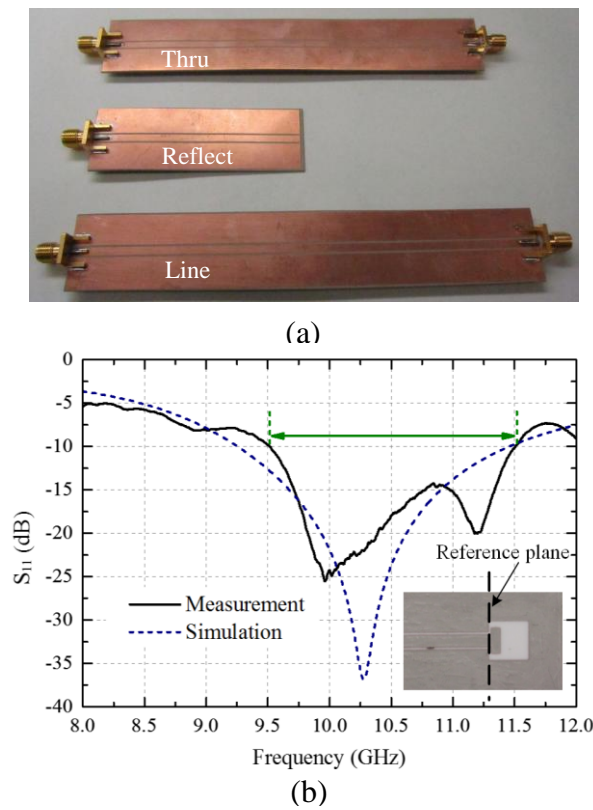 Thru
Reflect
Line
(a)
0
-5
-10
-15
-20
-25
-30
-35
-40
S11 (dB)
Reference plane
Measurement
Simulation
8.0 8.5 9.0 9.5 10.0 10.5 11.0 11.5 12.0
Frequency (GHz)
(b)